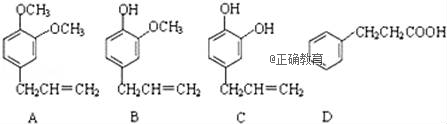 OCH₃ OH OH
OCH₃ OCH₃ OH CH₂CH₂COOH
@正确教育
CH₂CH=CH₂ CH₂CH=CH₂ CH₂CH=CH₂
A B C D